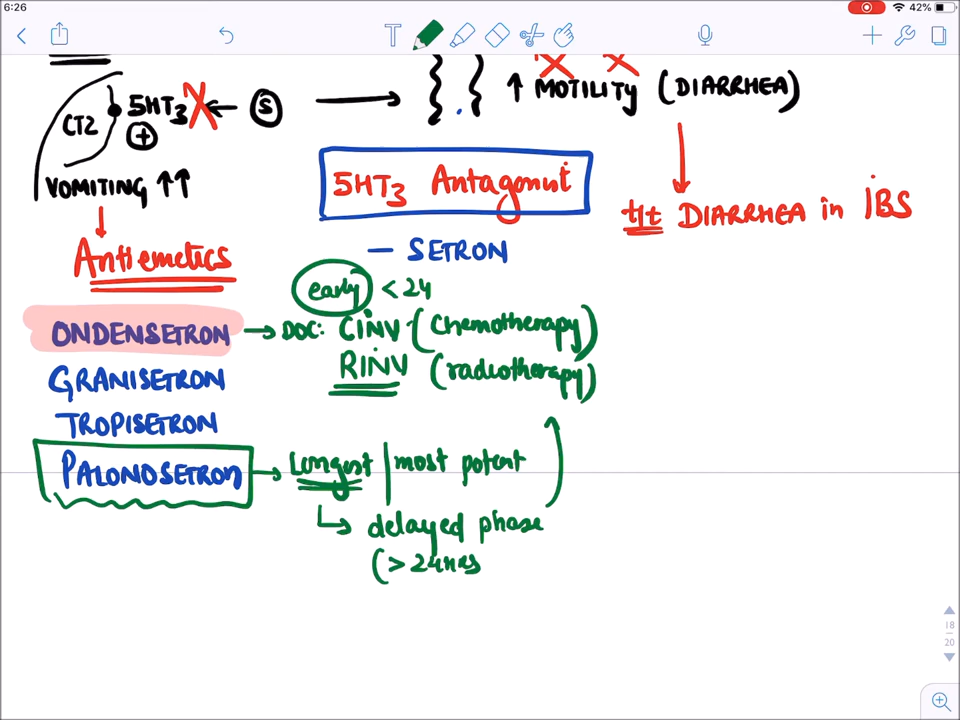 6:26
42%
T
↑ MOTILITY (DIARRHEA)
CTZ
5HT3 ← S
+
VOMITING ↑↑
5HT3 Antagonist
ttt DIARRHEA in IBS
Antiemetics
- SETRON
early < 24
ONDENSETRON → DOC: CINV (Chemotherapy)
RINV (radiotherapy)
GRANISETRON
TROPISETRON
PALONOSETRON → Longest | most potent
delayed phase
(> 24hrs
18
20